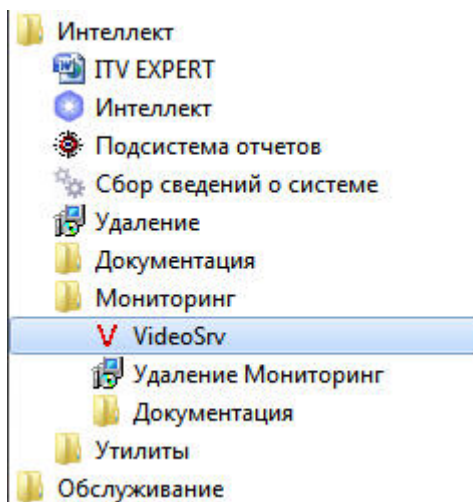 Интеллект
ITV EXPERT
Интеллект
Подсистема отчетов
Сбор сведений о системе
Удаление
Документация
Мониторинг
VideoSrv
Удаление Мониторинг
Документация
Утилиты
Обслуживание